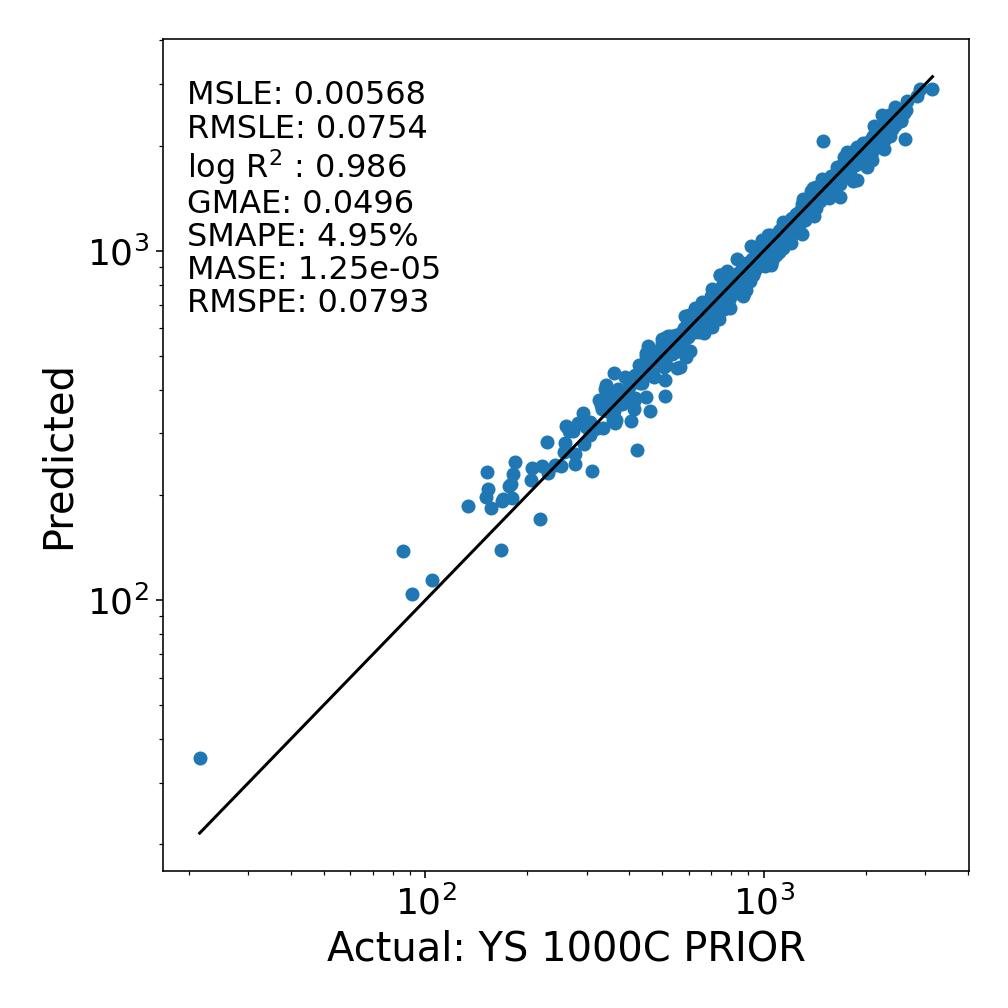 MSLE: 0.00568
RMSLE: 0.0754
log R² : 0.986
GMAE: 0.0496
SMAPE: 4.95%
MASE: 1.25e-05
RMSPE: 0.0793
10³
10²
Predicted
10²
10³
Actual: YS 1000C PRIOR